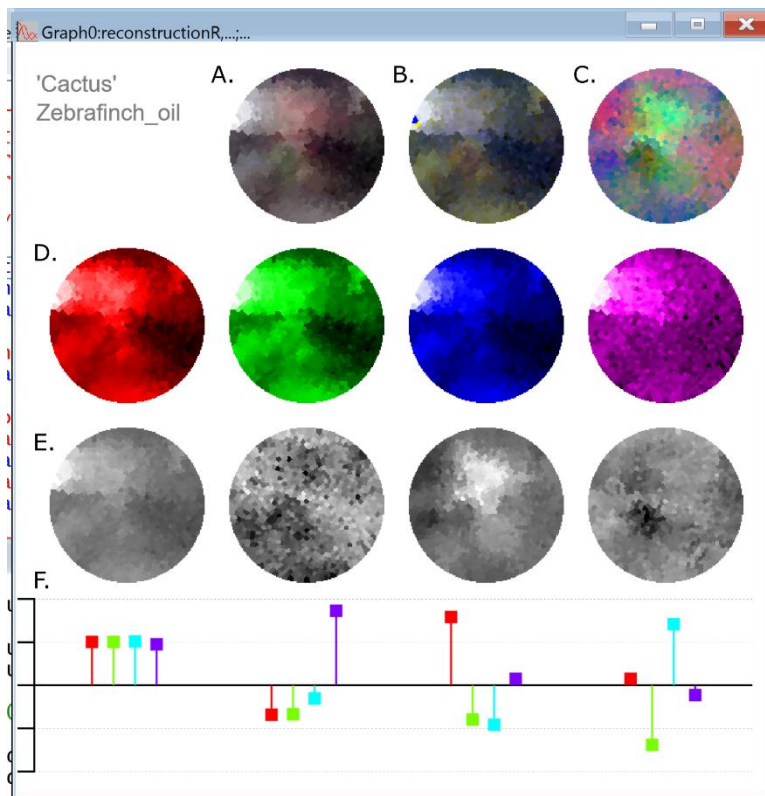 Graph0:reconstructionR,...;...
'Cactus'
Zebrafinch_oil
A.
B.
C.
D.
E.
F.